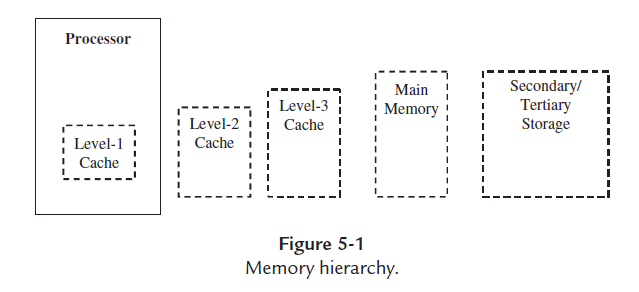 Processor
Level-1
Cache
Level-2
Cache
Level-3
Cache
Main
Memory
Secondary/
Tertiary
Storage
Figure 5-1
Memory hierarchy.